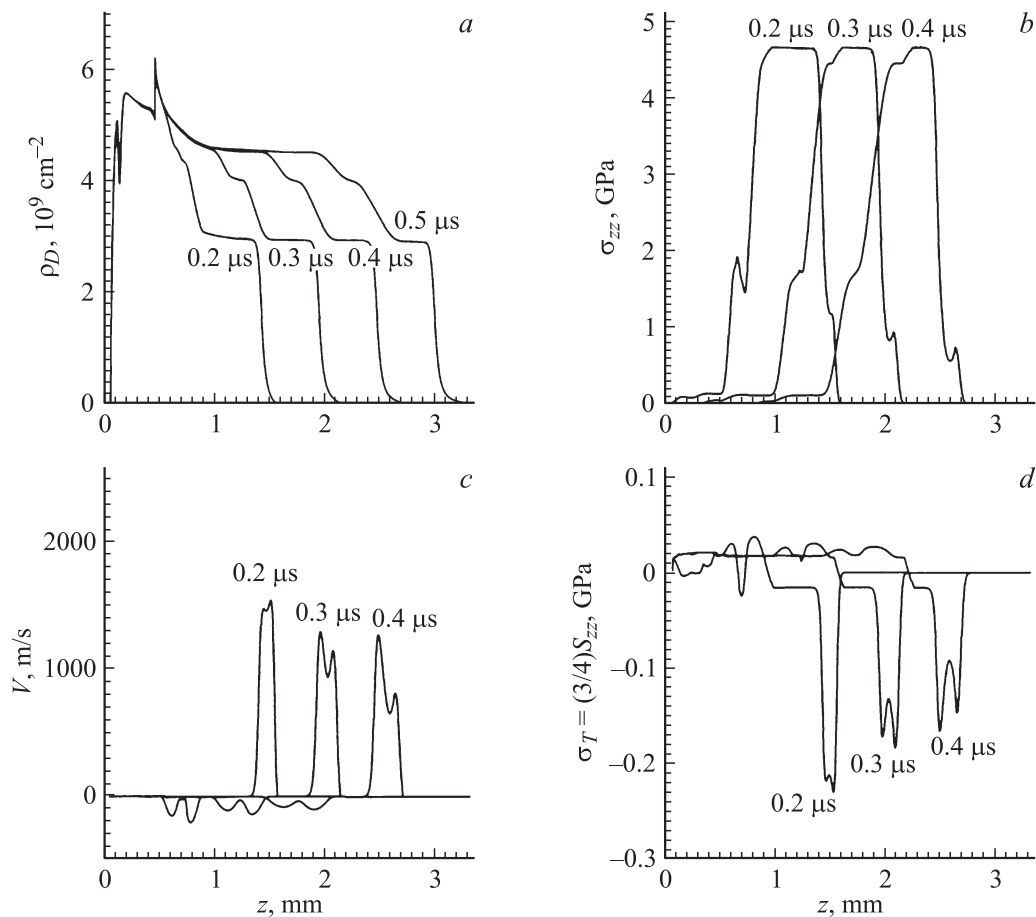 a
6
4
2
0
ρD, 10⁹ cm⁻²
0.2 μs
0.3 μs
0.4 μs
0.5 μs
0 1 2 3
b
5
4
3
2
1
0
σzz, GPa
0.2 μs 0.3 μs 0.4 μs
0 1 2 3
c
2000
1000
0
V, m/s
0.2 μs
0.3 μs
0.4 μs
0 1 2 3
z, mm
d
0.1
0
−0.1
−0.2
−0.3
σT = (3/4)Szz, GPa
0.2 μs
0.3 μs
0.4 μs
0 1 2 3
z, mm